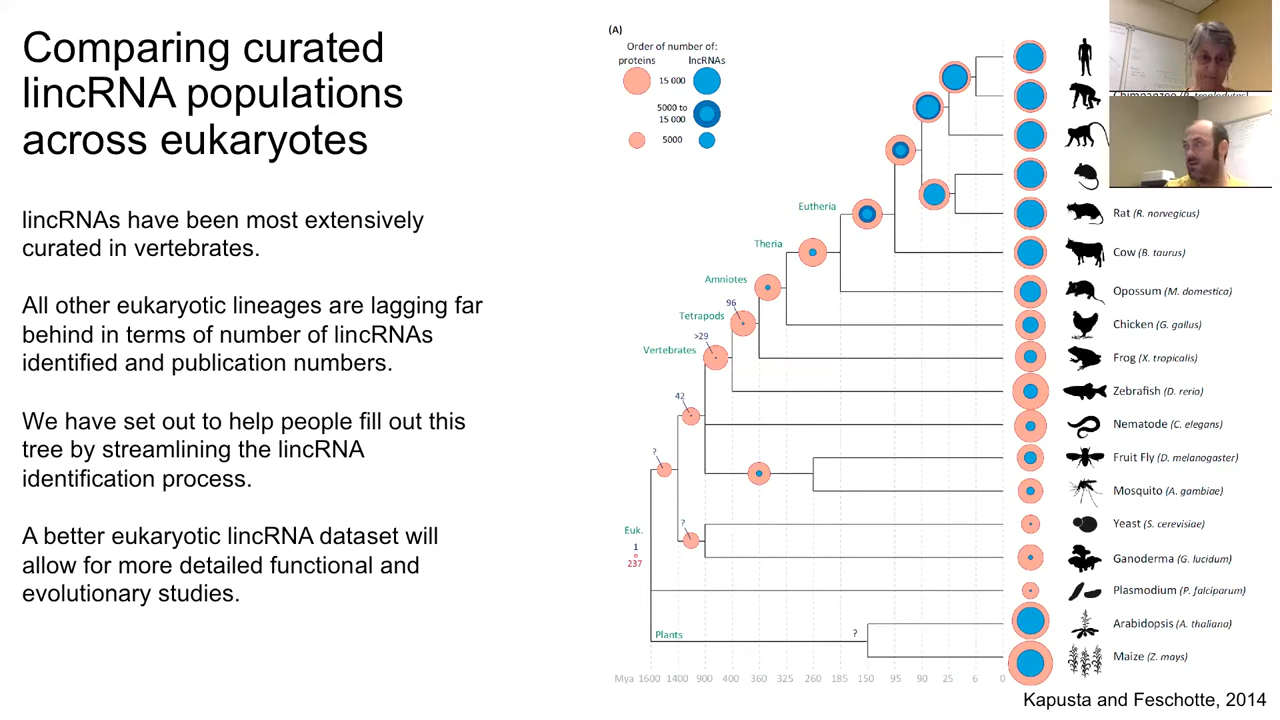 Comparing curated
lincRNA populations
across eukaryotes
lincRNAs have been most extensively
curated in vertebrates.
All other eukaryotic lineages are lagging far
behind in terms of number of lincRNAs
identified and publication numbers.
We have set out to help people fill out this
tree by streamlining the lincRNA
identification process.
A better eukaryotic lincRNA dataset will
allow for more detailed functional and
evolutionary studies.
(A)
Order of number of:
proteins lncRNAs
15 000
5000 to
15 000
5000
Eutheria
Theria
Amniotes
96
Tetrapods
>29
Vertebrates
42
?
?
Euk.
1
237
Plants
?
Rat (R. norvegicus)
Cow (B. taurus)
Opossum (M. domestica)
Chicken (G. gallus)
Frog (X. tropicalis)
Zebrafish (D. rerio)
Nematode (C. elegans)
Fruit Fly (D. melanogaster)
Mosquito (A. gambiae)
Yeast (S. cerevisiae)
Ganoderma (G. lucidum)
Plasmodium (P. falciparum)
Arabidopsis (A. thaliana)
Maize (Z. mays)
Mya 1600 1400 900 400 360 325 260 185 150 95 90 25 6 0
Kapusta and Feschotte, 2014